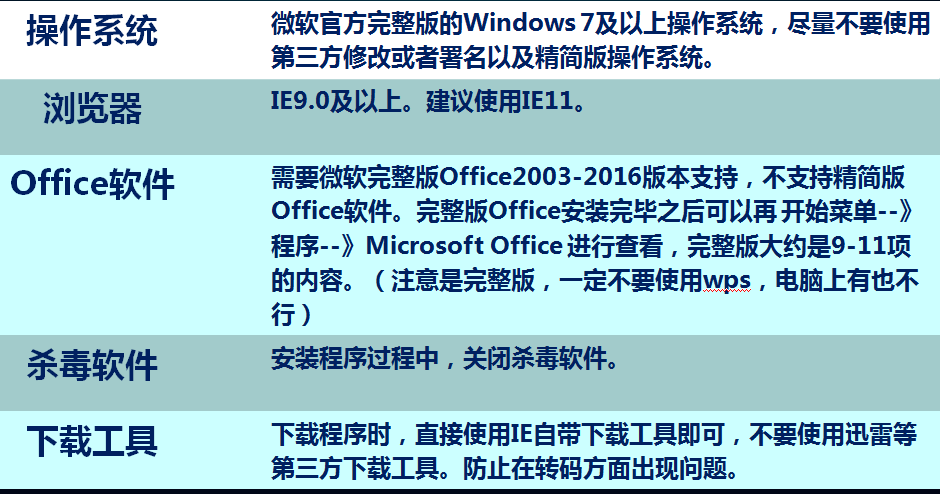 操作系统
微软官方完整版的Windows 7及以上操作系统，尽量不要使用
第三方修改或者署名以及精简版操作系统。
浏览器
IE9.0及以上。建议使用IE11。
Office软件
需要微软完整版Office2003-2016版本支持，不支持精简版
Office软件。完整版Office安装完毕之后可以再 开始菜单--》
程序--》Microsoft Office 进行查看，完整版大约是9-11项
的内容。（ 注意是完整版，一定不要使用wps，电脑上有也不
行 ）
杀毒软件
安装程序过程中，关闭杀毒软件。
下载工具
下载程序时，直接使用IE自带下载工具即可，不要使用迅雷等
第三方下载工具。防止在转码方面出现问题。